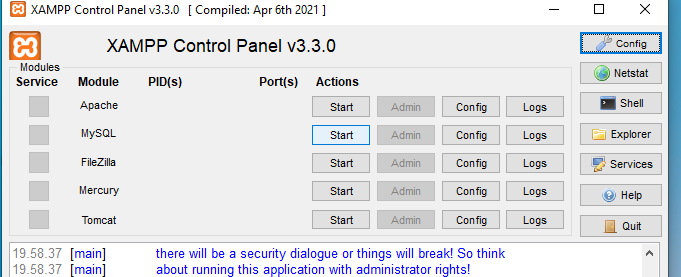 XAMPP Control Panel v3.3.0 [ Compiled: Apr 6th 2021 ]
XAMPP Control Panel v3.3.0
Config
Modules
Service Module PID(s) Port(s) Actions
Netstat
Apache Start Admin Config Logs
Shell
MySQL Start Admin Config Logs
Explorer
FileZilla Start Admin Config Logs
Services
Mercury Start Admin Config Logs
Help
Tomcat Start Admin Config Logs
Quit
19.58.37 [main] there will be a security dialogue or things will break! So think
19.58.37 [main] about running this application with administrator rights!